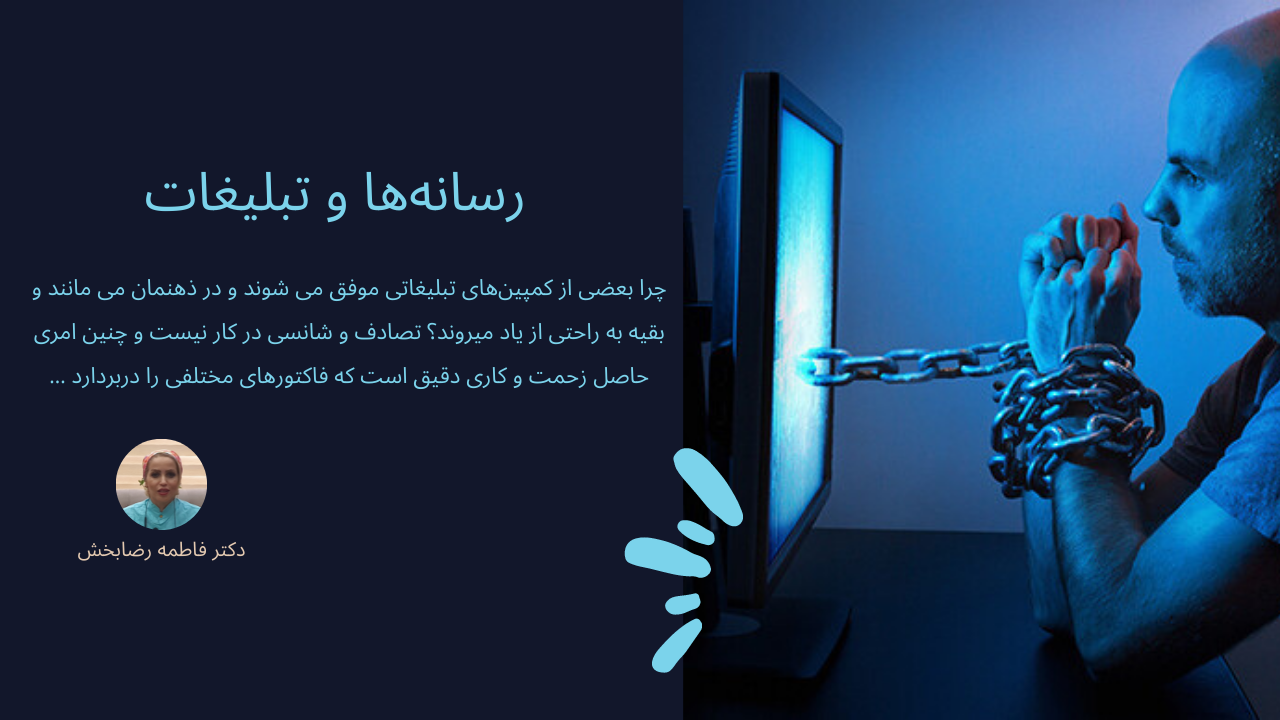 رسانه‌ها و تبلیغات
چرا بعضی از کمپین‌های تبلیغاتی موفق می شوند و در ذهنمان می مانند و
بقیه به راحتی از یاد میروند؟ تصادف و شانسی در کار نیست و چنین امری
حاصل زحمت و کاری دقیق است که فاکتورهای مختلفی را دربردارد ...
دکتر فاطمه رضابخش